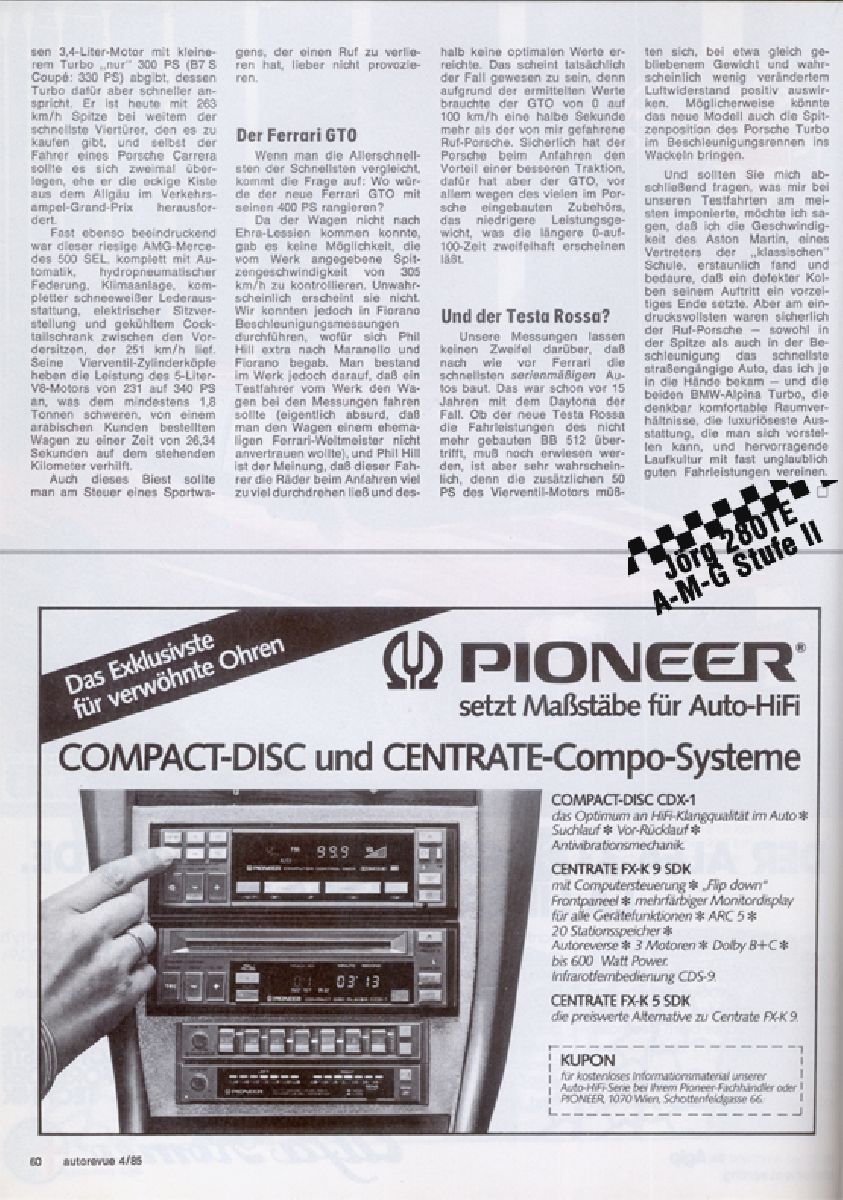 sen 3,4-Liter-Motor mit kleine-
rem Turbo „nur" 300 PS (B7 S
Coupé: 330 PS) abgibt, dessen
Turbo dafür aber schneller an-
spricht. Er ist heute mit 263
km/h Spitze bei weitem der
schnellste Viertürer, den es zu
kaufen gibt, und selbst der
Fahrer eines Porsche Carrera
sollte es sich zweimal über-
legen, ehe er die eckige Kiste
aus dem Allgäu im Verkehrs-
ampel-Grand-Prix herausfor-
dert.
Fast ebenso beeindruckend
war dieser riesige AMG-Merce-
des 500 SEL, komplett mit Au-
tomatik, hydropneumatischer
Federung, Klimaanlage, kom-
pletter schneeweißer Lederaus-
stattung, elektrischer Sitzver-
stellung und gekühltem Cock-
tailschrank zwischen den Vor-
dersitzen, der 251 km/h lief.
Seine Vierventil-Zylinderköpfe
heben die Leistung des 5-Liter-
V8-Motors von 231 auf 340 PS
an, was dem mindestens 1,8
Tonnen schweren, von einem
arabischen Kunden bestellten
Wagen zu einer Zeit von 26,34
Sekunden auf dem stehenden
Kilometer verhilft.
Auch dieses Biest sollte
man am Steuer eines Sportwa-
gens, der einen Ruf zu verlie-
ren hat, lieber nicht provozie-
ren.
Der Ferrari GTO
Wenn man die Allerschnell-
sten der Schnellsten vergleicht,
kommt die Frage auf: Wo wür-
de der neue Ferrari GTO mit
seinen 400 PS rangieren?
Da der Wagen nicht nach
Ehra-Lessien kommen konnte,
gab es keine Möglichkeit, die
vom Werk angegebene Spit-
zengeschwindigkeit von 305
km/h zu kontrollieren. Unwahr-
scheinlich erscheint sie nicht.
Wir konnten jedoch in Fiorano
Beschleunigungsmessungen
durchführen, wofür sich Phil
Hill extra nach Maranello und
Fiorano begab. Man bestand
im Werk jedoch darauf, daß ein
Testfahrer vom Werk den Wa-
gen bei den Messungen fahren
sollte (eigentlich absurd, daß
man den Wagen einem ehema-
ligen Ferrari-Weltmeister nicht
anvertrauen wollte), und Phil Hill
ist der Meinung, daß dieser Fah-
rer die Räder beim Anfahren viel
zu viel durchdrehen ließ und des-
halb keine optimalen Werte er-
reichte. Das scheint tatsächlich
der Fall gewesen zu sein, denn
aufgrund der ermittelten Werte
brauchte der GTO von 0 auf
100 km/h eine halbe Sekunde
mehr als der von mir gefahrene
Ruf-Porsche. Sicherlich hat der
Porsche beim Anfahren den
Vorteil einer besseren Traktion,
dafür hat aber der GTO, vor
allem wegen des vielen im Por-
sche eingebauten Zubehörs,
das niedrigere Leistungsge-
wicht, was die längere 0-auf-
100-Zeit zweifelhaft erscheinen
läßt.
Und der Testa Rossa?
Unsere Messungen lassen
keinen Zweifel darüber, daß
nach wie vor Ferrari die
schnellsten serienmäßigen Au-
tos baut. Das war schon vor 15
Jahren mit dem Daytona der
Fall. Ob der neue Testa Rossa
die Fahrleistungen des nicht
mehr gebauten BB 512 über-
trifft, muß noch erwiesen wer-
den, ist aber sehr wahrschein-
lich, denn die zusätzlichen 50
PS des Vierventil-Motors müß-
ten sich, bei etwa gleich ge-
bliebenem Gewicht und wahr-
scheinlich wenig verändertem
Luftwiderstand positiv auswir-
ken. Möglicherweise könnte
das neue Modell auch die Spit-
zenposition des Porsche Turbo
im Beschleunigungsrennen ins
Wackeln bringen.
Und sollten Sie mich ab-
schließend fragen, was mir bei
unseren Testfahrten am mei-
sten imponierte, möchte ich sa-
gen, daß ich die Geschwindig-
keit des Aston Martin, eines
Vertreters der „klassischen"
Schule, erstaunlich fand und
bedaure, daß ein defekter Kol-
ben seinem Auftritt ein vorzei-
tiges Ende setzte. Aber am ein-
drucksvollsten waren sicherlich
der Ruf-Porsche — sowohl in
der Spitze als auch in der Be-
schleunigung das schnellste
straßengängige Auto, das ich je
in die Hände bekam — und die
beiden BMW-Alpina Turbo, die
denkbar komfortable Raumver-
hältnisse, die luxuriöseste Aus-
stattung, die man sich vorstel-
len kann, und hervorragende
Laufkultur mit fast unglaublich
guten Fahrleistungen vereinen.
Jörg 280TE
A-M-G Stufe II
Das Exklusivste
für verwöhnte Ohren
PIONEER®
setzt Maßstäbe für Auto-HiFi
COMPACT-DISC und CENTRATE-Compo-Systeme
COMPACT-DISC CDX-1
das Optimum an HiFi-Klangqualität im Auto *
Suchlauf * Vor-Rücklauf *
Antivibrationsmechanik.
CENTRATE FX-K 9 SDK
mit Computersteuerung * „Flip down"
Frontpaneel * mehrfärbiger Monitordisplay
für alle Gerätefunktionen * ARC 5 *
20 Stationsspeicher *
Autoreverse * 3 Motoren * Dolby B+C *
bis 600 Watt Power.
Infrarotfernbedienung CDS-9.
CENTRATE FX-K 5 SDK
die preiswerte Alternative zu Centrate FX-K 9.
99.9
PIONEER
03'13
PIONEER
PIONEER
KUPON
für kostenloses Informationsmaterial unserer
Auto-HiFi-Serie bei Ihrem Pioneer-Fachhändler oder
PIONEER, 1070 Wien, Schottenfeldgasse 66.
60 autorevue 4/85